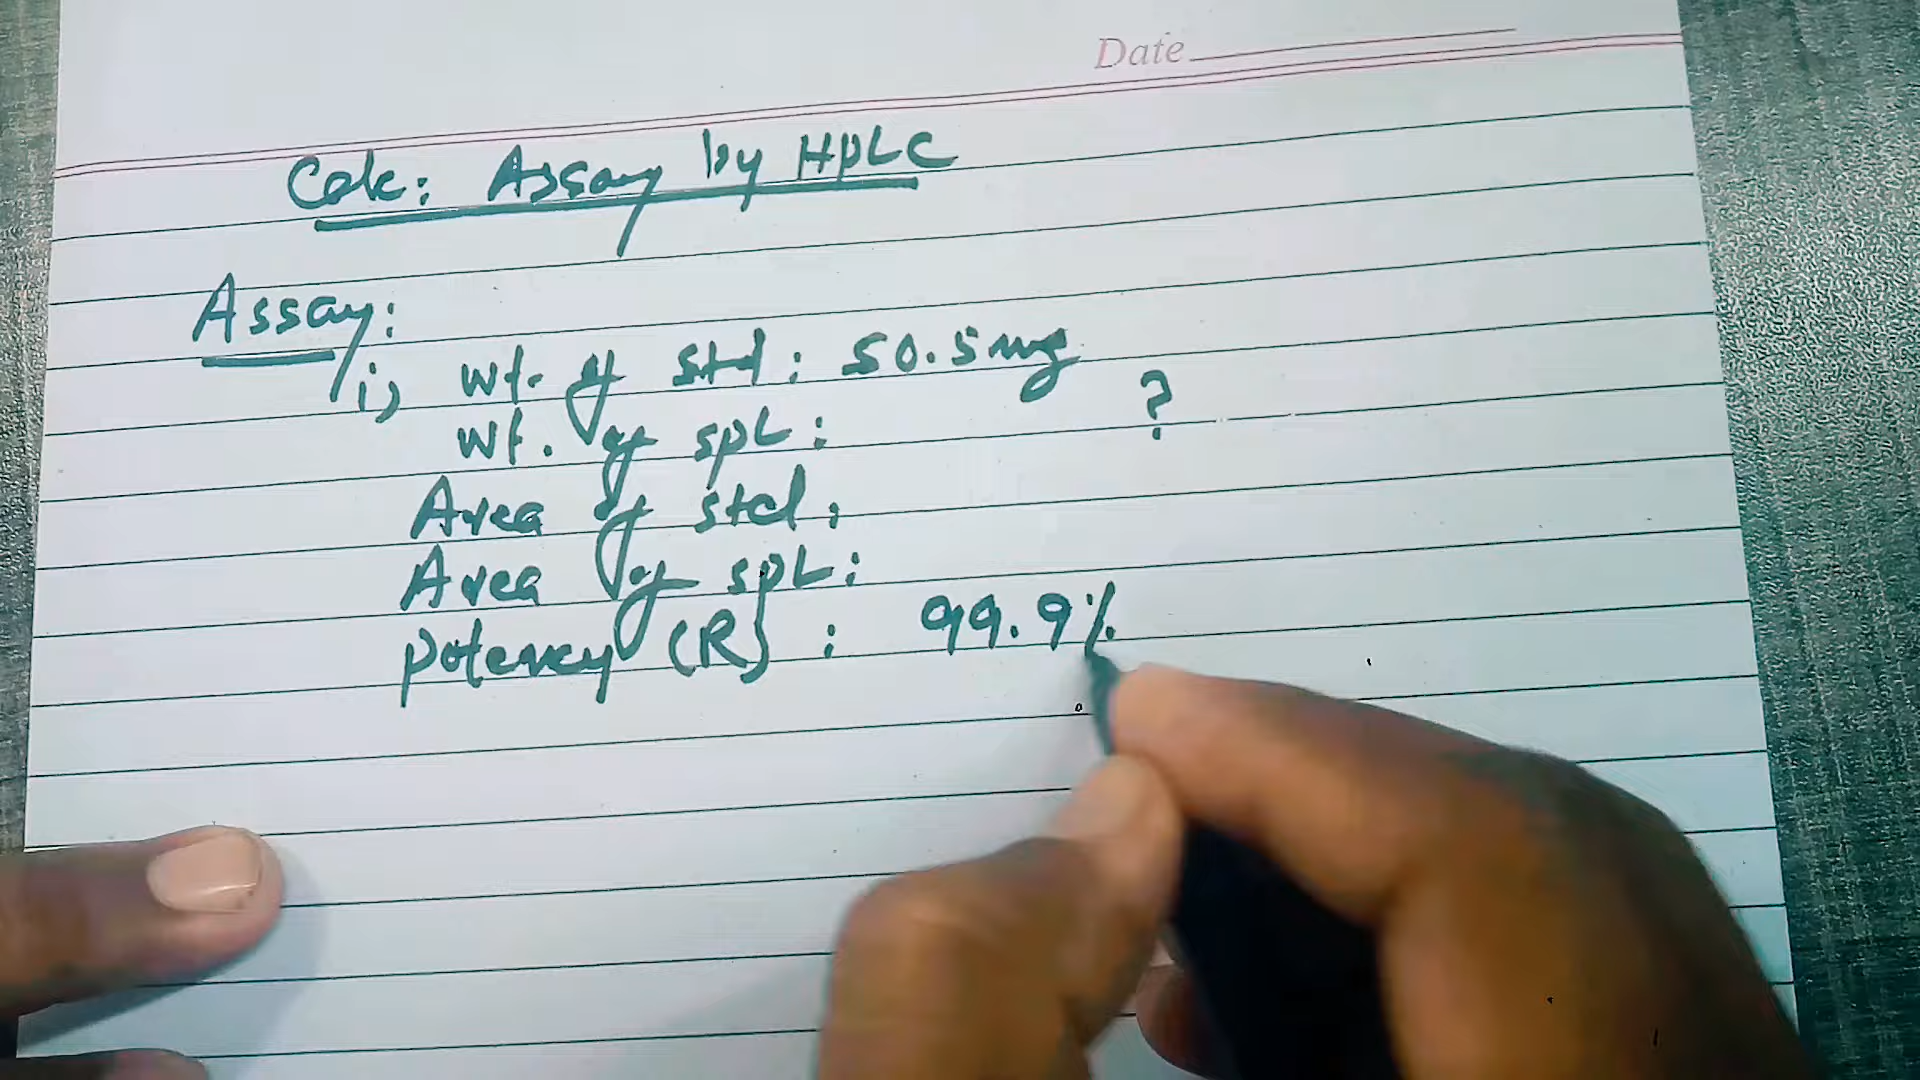 Date
Calc: Assay by HPLC
Assay:
i) Wt. of Std: 50.5mg
?
Wt. of spL:
Area of std:
Area of spL:
potency (R) : 99.9%